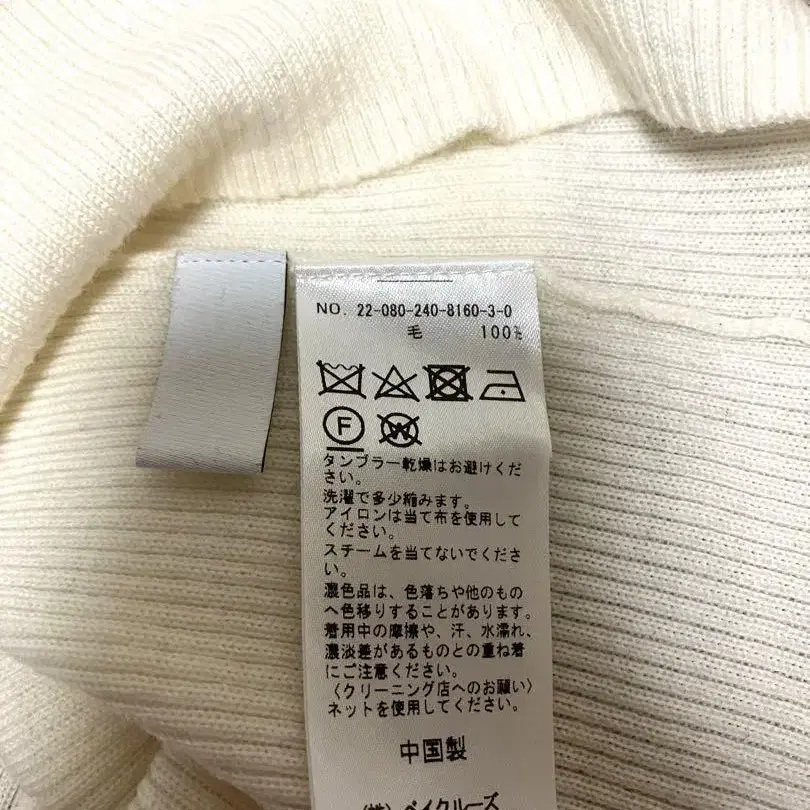 NO. 22-080-240-8160-3-0
毛 100%
F
W
タンブラー乾燥はお避けくだ
さい。
洗濯で多少縮みます。
アイロンは当て布を使用して
ください。
スチームを当てないでくださ
い。
濃色品は、色落ちや他のもの
へ色移りすることがあります。
着用中の摩擦や、汗、水濡れ、
濃淡差があるものとの重ね着
にご注意ください。
〈クリーニング店へのお願い〉
ネットを使用してください。
中国製
(株)ベイクルーズ